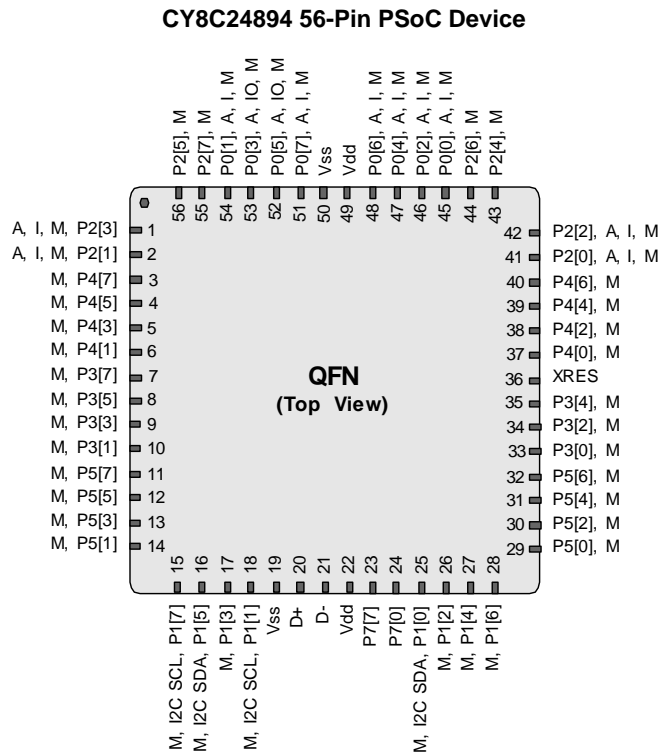 CY8C24894 56-Pin PSoC Device
P2[5], M
P2[7], M
P0[1], A, I, M
P0[3], A, IO, M
P0[5], A, IO, M
P0[7], A, I, M
Vss
Vdd
P0[6], A, I, M
P0[4], A, I, M
P0[2], A, I, M
P0[0], A, I, M
P2[6], M
P2[4], M
56
55
54
53
52
51
50
49
48
47
46
45
44
43
A, I, M, P2[3] 1
A, I, M, P2[1] 2
M, P4[7] 3
M, P4[5] 4
M, P4[3] 5
M, P4[1] 6
M, P3[7] 7
M, P3[5] 8
M, P3[3] 9
M, P3[1] 10
M, P5[7] 11
M, P5[5] 12
M, P5[3] 13
M, P5[1] 14
QFN
(Top View)
42 P2[2], A, I, M
41 P2[0], A, I, M
40 P4[6], M
39 P4[4], M
38 P4[2], M
37 P4[0], M
36 XRES
35 P3[4], M
34 P3[2], M
33 P3[0], M
32 P5[6], M
31 P5[4], M
30 P5[2], M
29 P5[0], M
15
16
17
18
19
20
21
22
23
24
25
26
27
28
M, I2C SCL, P1[7]
M, I2C SDA, P1[5]
M, P1[3]
M, I2C SCL, P1[1]
Vss
D+
D-
Vdd
P7[7]
P7[0]
M, I2C SDA, P1[0]
M, P1[2]
M, P1[4]
M, P1[6]